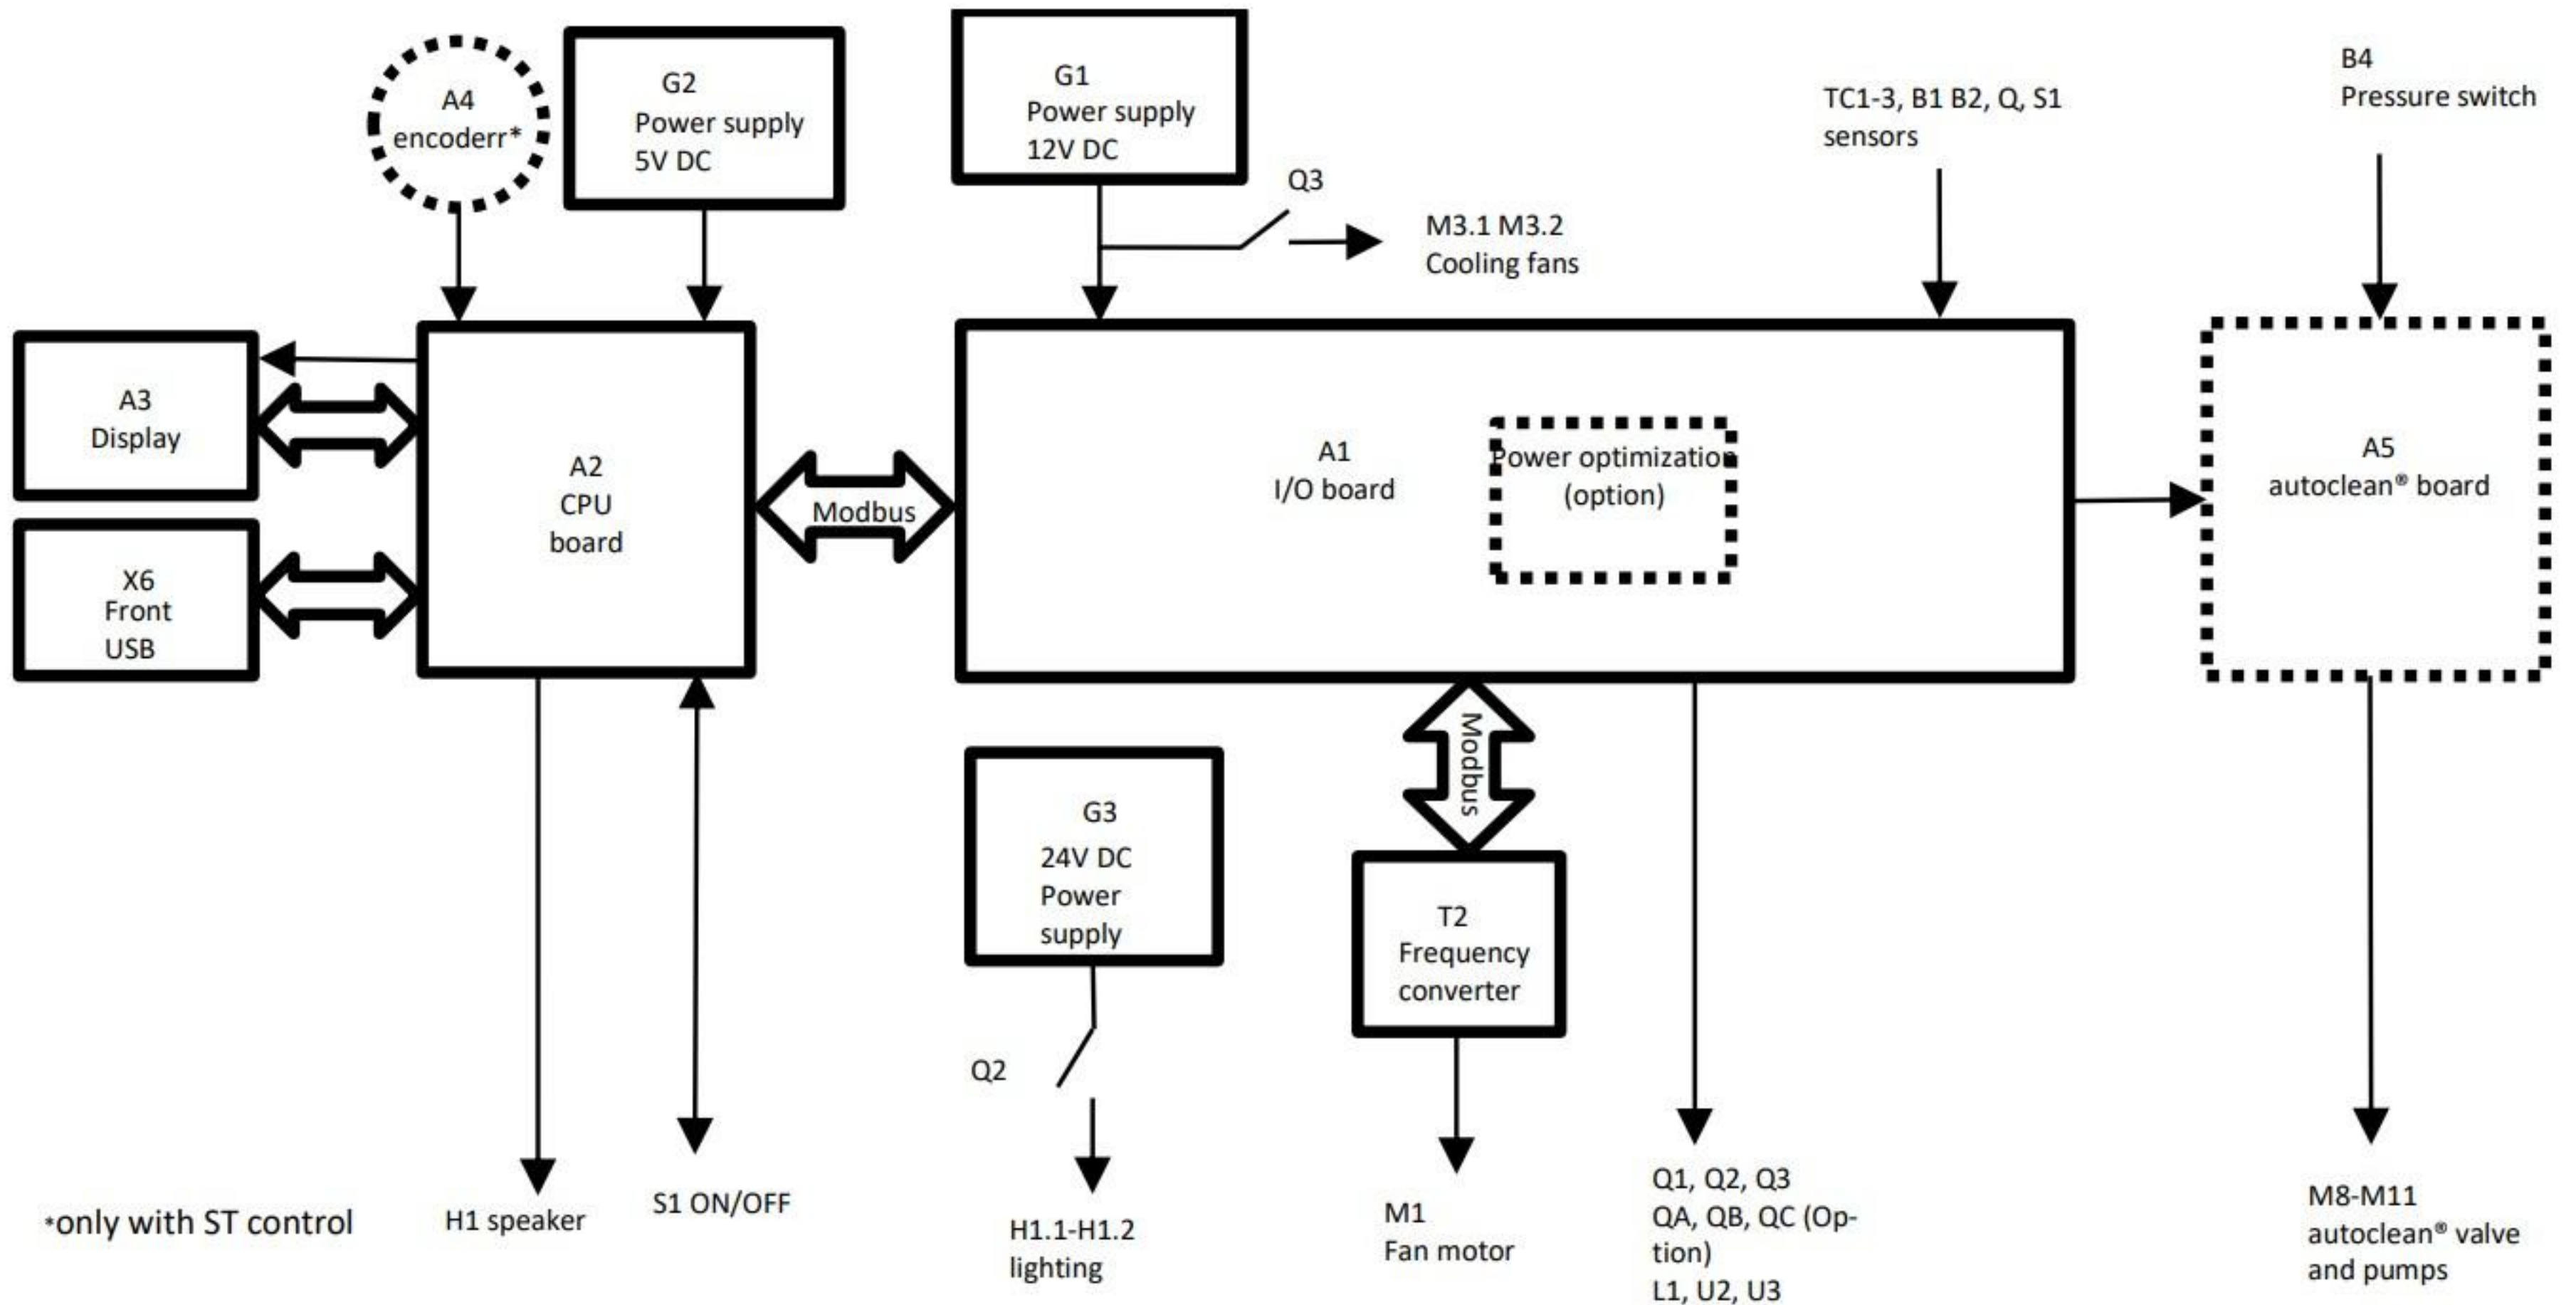 A4
encoderr*
G2
Power supply
5V DC
G1
Power supply
12V DC
Q3
M3.1 M3.2
Cooling fans
TC1-3, B1 B2, Q, S1
sensors
B4
Pressure switch
A3
Display
X6
Front
USB
A2
CPU
board
Modbus
A1
I/O board
Power optimization
(option)
A5
autoclean® board
Modbus
G3
24V DC
Power
supply
Q2
T2
Frequency
converter
*only with ST control
H1 speaker
S1 ON/OFF
H1.1-H1.2
lighting
M1
Fan motor
Q1, Q2, Q3
QA, QB, QC (Op-
tion)
L1, U2, U3
M8-M11
autoclean® valve
and pumps